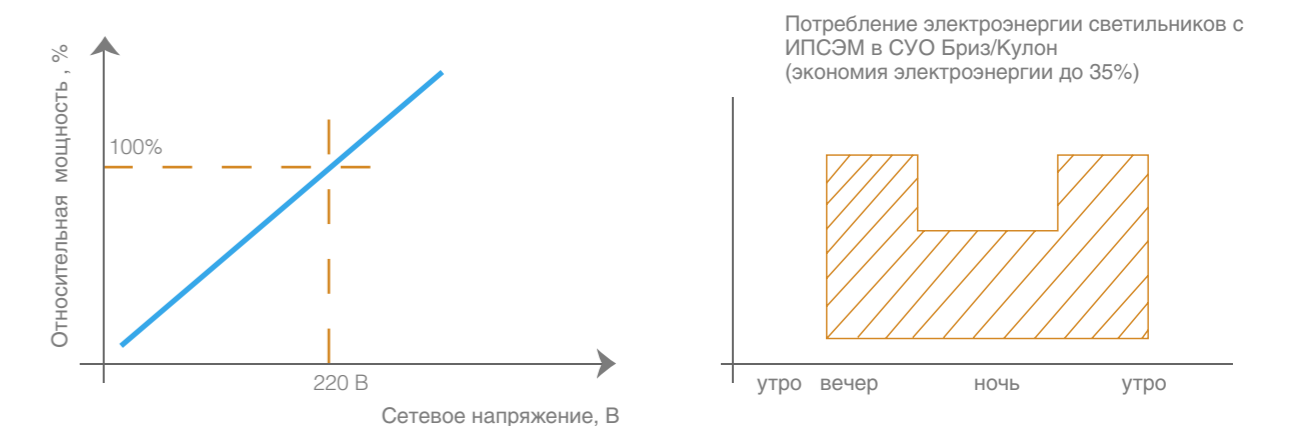 Относительная мощность , %
100%
220 В
Сетевое напряжение, В
Потребление электроэнергии светильников с
ИПСЭМ в СУО Бриз/Кулон
(экономия электроэнергии до 35%)
утро вечер ночь утро